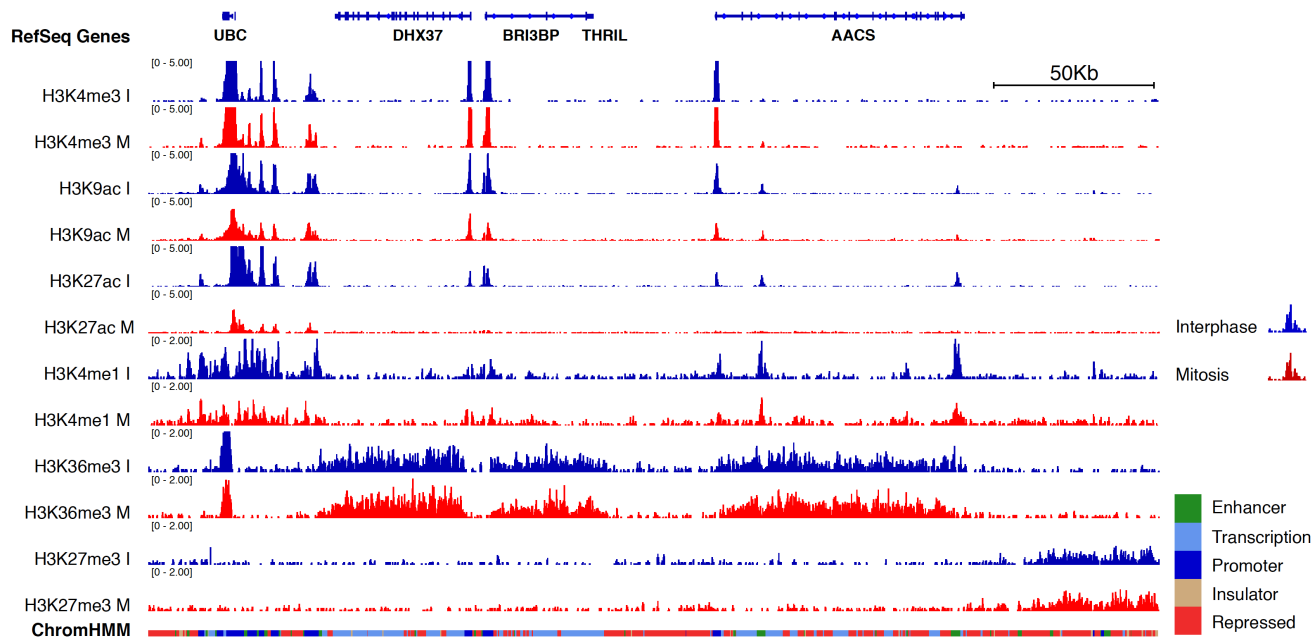 RefSeq Genes
UBC DHX37 BRI3BP THRIL AACS
50Kb
[0 - 5.00]
H3K4me3 I
[0 - 5.00]
H3K4me3 M
[0 - 5.00]
H3K9ac I
[0 - 5.00]
H3K9ac M
[0 - 5.00]
H3K27ac I
[0 - 5.00]
H3K27ac M
[0 - 2.00]
H3K4me1 I
[0 - 2.00]
H3K4me1 M
[0 - 2.00]
H3K36me3 I
[0 - 2.00]
H3K36me3 M
[0 - 2.00]
H3K27me3 I
[0 - 2.00]
H3K27me3 M
ChromHMM
Interphase
Mitosis
Enhancer
Transcription
Promoter
Insulator
Repressed